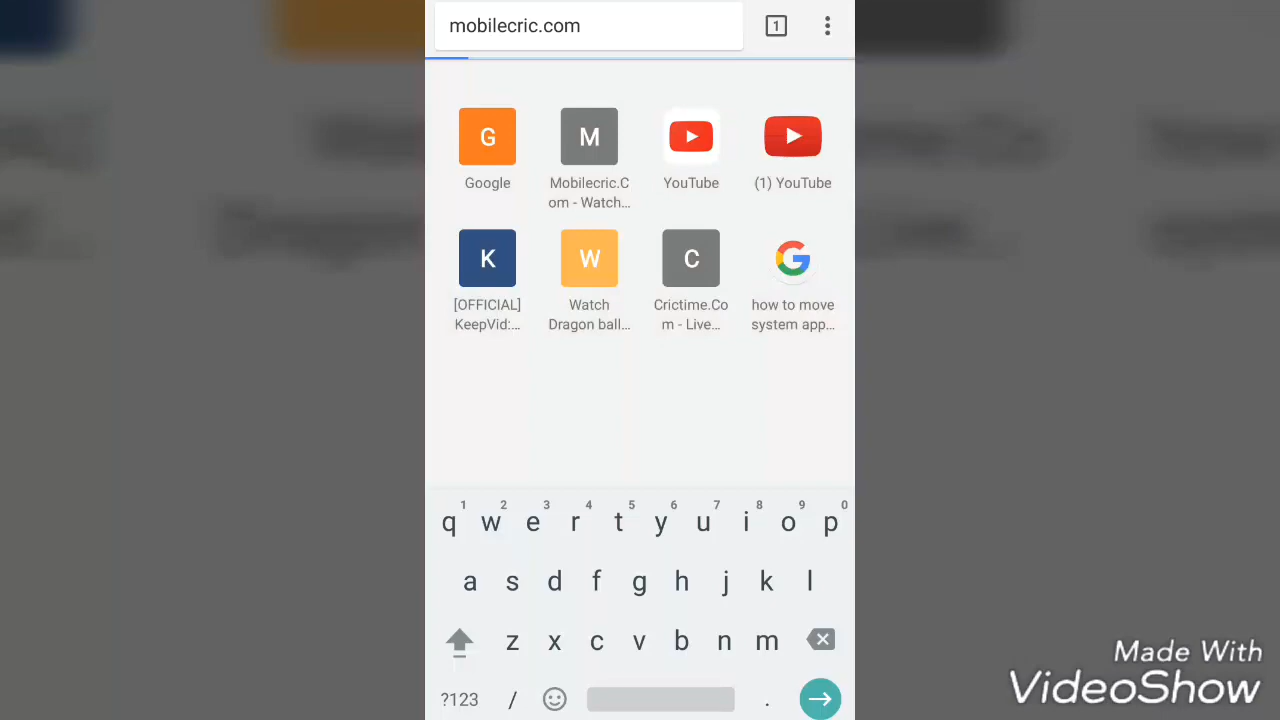 mobilecric.com
1
G
M
Google
Mobilecric.C
om - Watch...
YouTube
(1) YouTube
K
W
C
G
[OFFICIAL]
KeepVid:...
Watch
Dragon ball...
Crictime.Co
m - Live...
how to move
system app...
1 2 3 4 5 6 7 8 9 0
q w e r t y u i o p
a s d f g h j k l
z x c v b n m
?123 / .
Made With
VideoShow